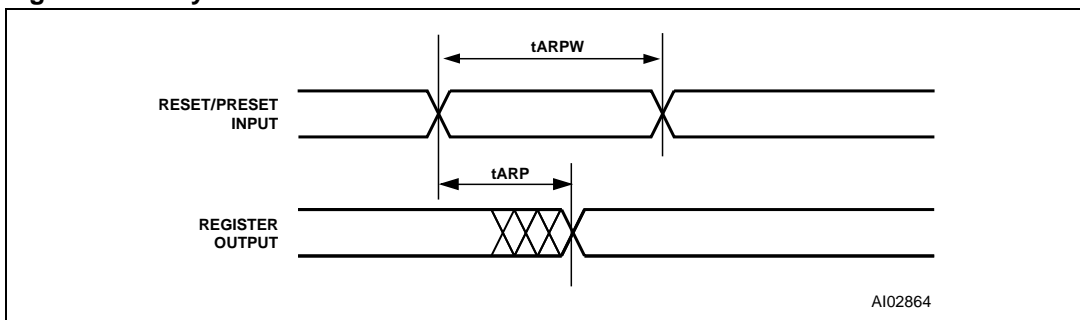 tARPW
RESET/PRESET
INPUT
tARP
REGISTER
OUTPUT
AI02864